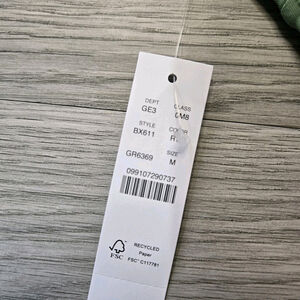 DEPT CLASS
GE3 0M8
STYLE COLOR
BX611
SIZE
GR6369 M
099107290737
RECYCLED
Paper
FSC FSC® C117781